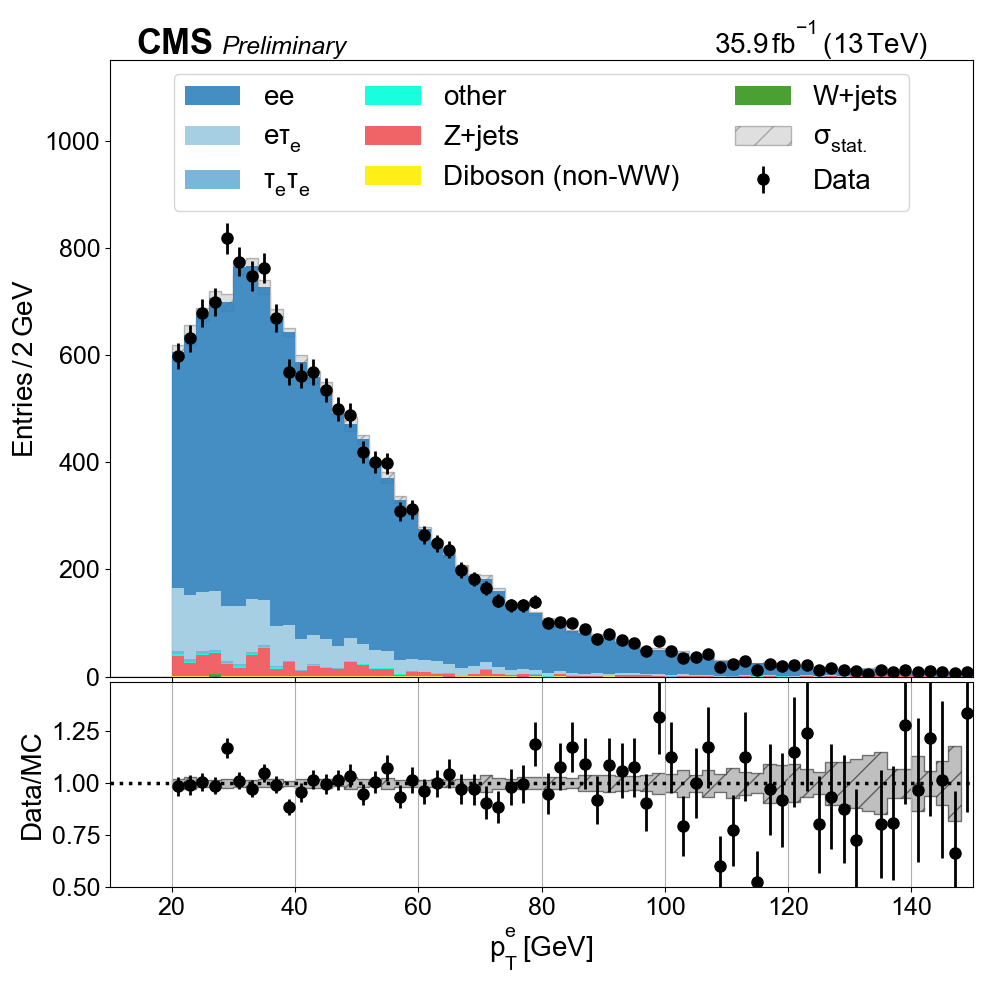 CMS Preliminary 35.9 fb⁻¹ (13 TeV)
ee other W+jets
eτₑ Z+jets σstat.
τₑτₑ Diboson (non-WW) Data
1000
800
600
400
200
0
Entries / 2 GeV
1.25
1.00
0.75
0.50
Data/MC
20 40 60 80 100 120 140
pTᵉ [GeV]